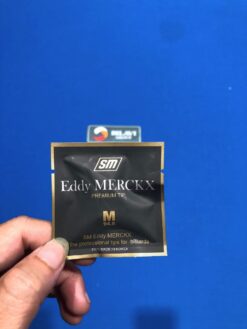 SM
Eddy MERCKX
PREMIUM TIP
M
SM Eddy MERCKX
the professional tips for billiards